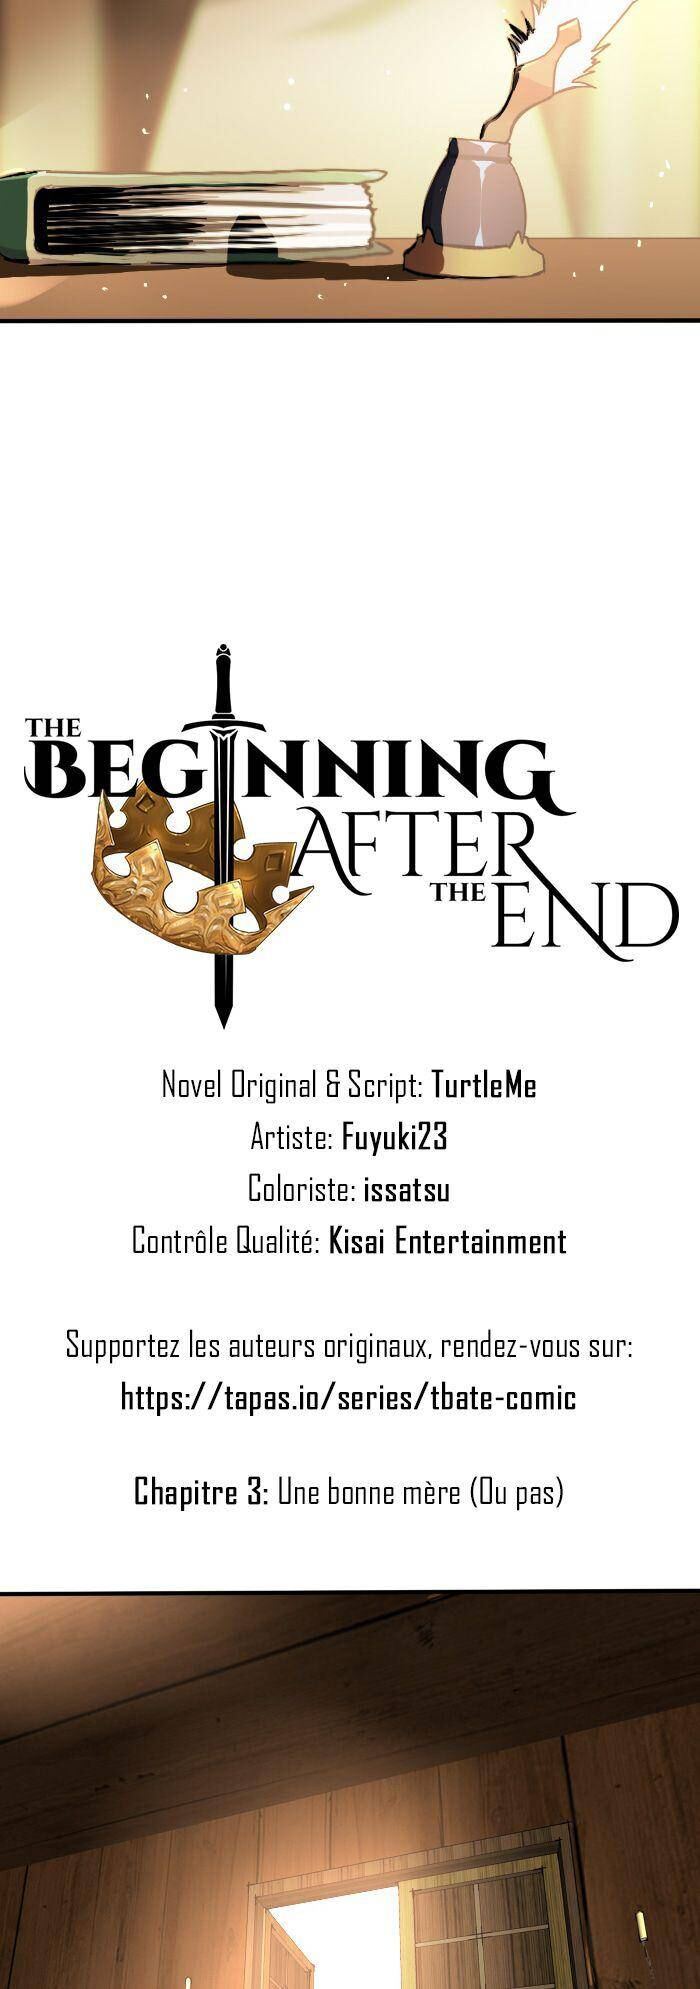 THE
BEGINNING
AFTER
THE END
Novel Original & Script: TurtleMe
Artiste: Fuyuki23
Coloriste: issatsu
Contrôle Qualité: Kisai Entertainment
Supportez les auteurs originaux, rendez-vous sur:
https://tapas.io/series/tbate-comic
Chapitre 3: Une bonne mère (Ou pas)